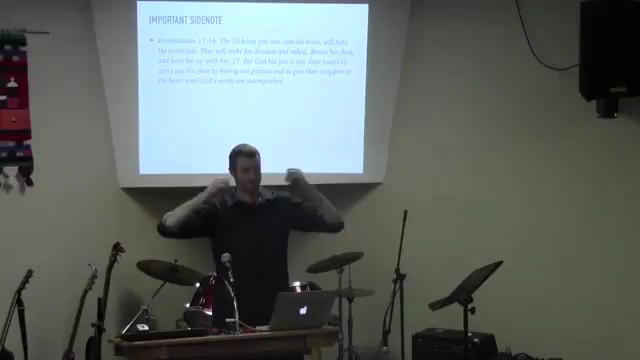 IMPORTANT SIDENOTE
Revelations 17:16 The 10 horns you saw, and the beast, will hate
the prostitute. They will make her desolate and naked, devour her flesh,
and burn her up with fire. 17. For God has put it into their hearts to
carry out His plan by having one purpose and to give their kingdom to
the beast until God's words are accomplished.